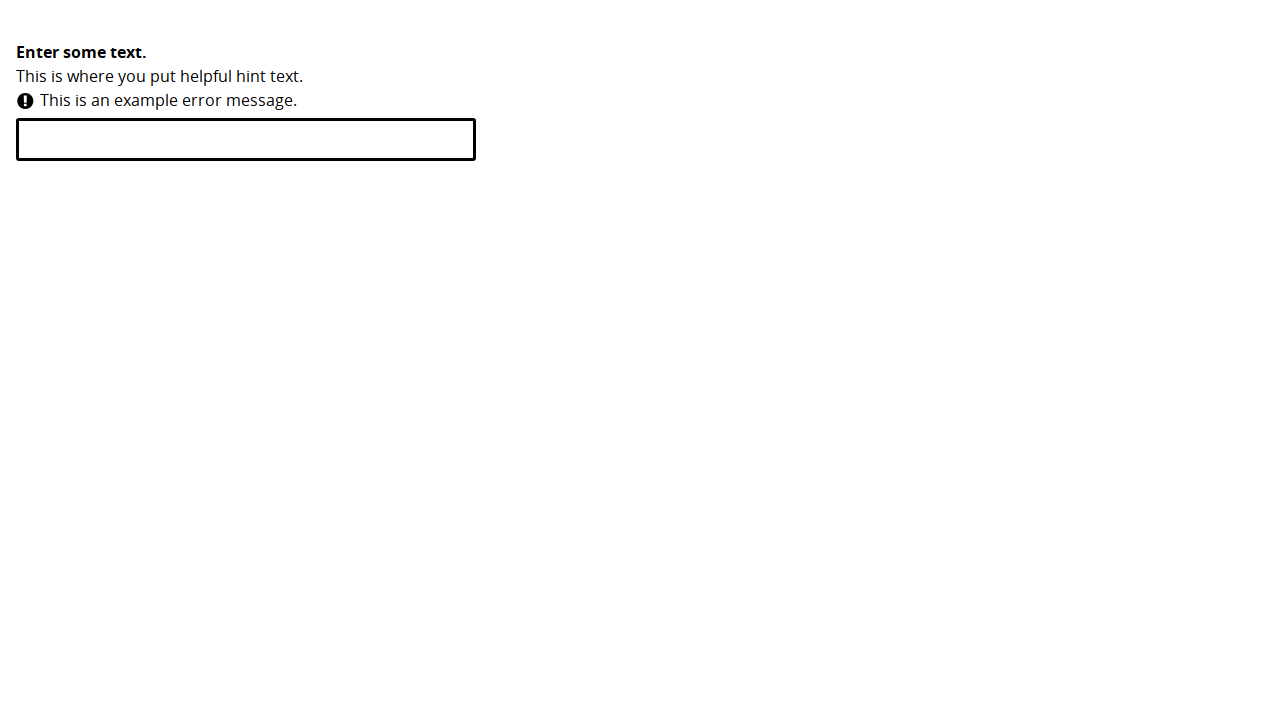 Enter some text.
This is where you put helpful hint text.
This is an example error message.